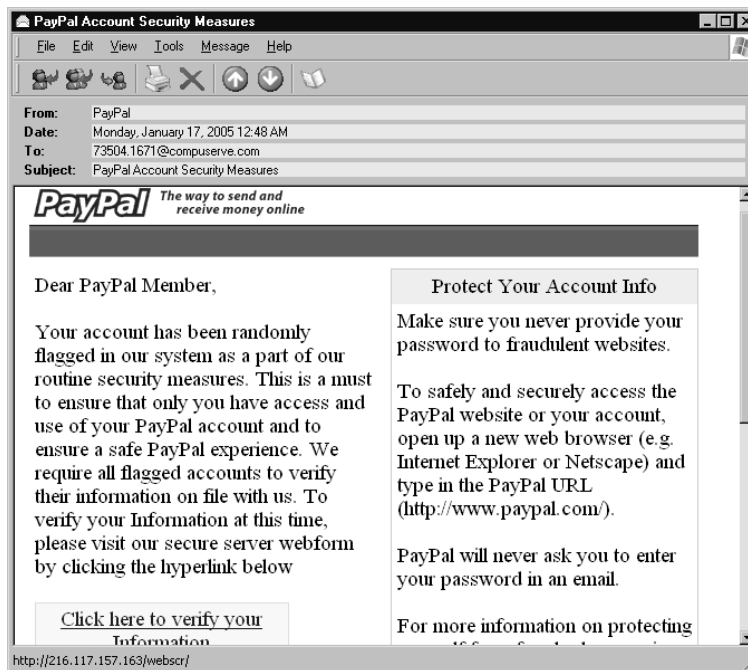 PayPal Account Security Measures
File Edit View Tools Message Help
From: PayPal
Date: Monday, January 17, 2005 12:48 AM
To: 73504.1671@compuserve.com
Subject: PayPal Account Security Measures
PayPal The way to send and
receive money online
Dear PayPal Member,
Your account has been randomly
flagged in our system as a part of our
routine security measures. This is a must
to ensure that only you have access and
use of your PayPal account and to
ensure a safe PayPal experience. We
require all flagged accounts to verify
their information on file with us. To
verify your Information at this time,
please visit our secure server webform
by clicking the hyperlink below
Click here to verify your
Information
Protect Your Account Info
Make sure you never provide your
password to fraudulent websites.
To safely and securely access the
PayPal website or your account,
open up a new web browser (e.g.
Internet Explorer or Netscape) and
type in the PayPal URL
(http://www.paypal.com/).
PayPal will never ask you to enter
your password in an email.
For more information on protecting
http://216.117.157.163/webscr/